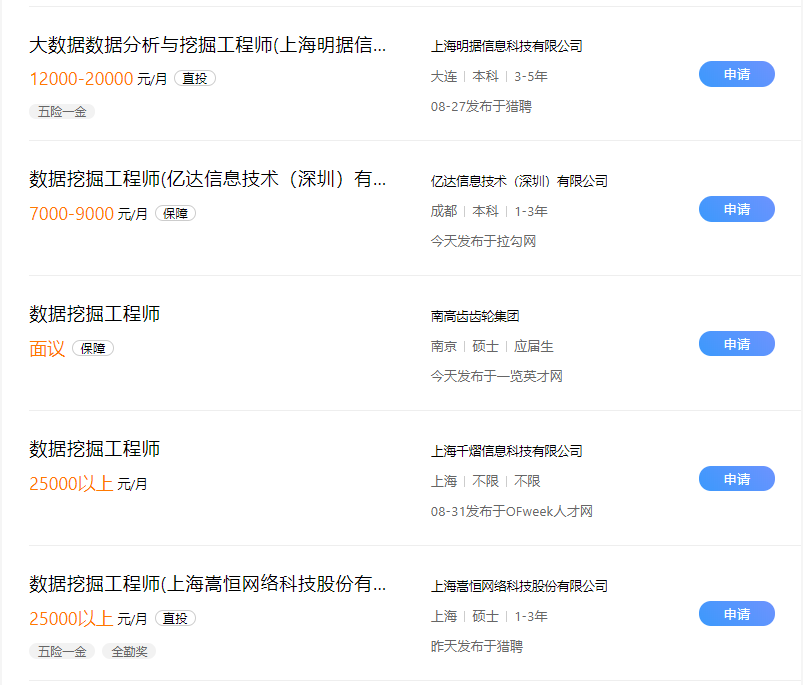 大数据数据分析与挖掘工程师(上海明据信...
12000-20000 元/月 直投
五险一金
上海明据信息科技有限公司
大连 | 本科 | 3-5年
08-27发布于猎聘
申请
数据挖掘工程师(亿达信息技术（深圳）有...
7000-9000 元/月 保障
亿达信息技术（深圳）有限公司
成都 | 本科 | 1-3年
今天发布于拉勾网
申请
数据挖掘工程师
面议 保障
南高齿齿轮集团
南京 | 硕士 | 应届生
今天发布于一览英才网
申请
数据挖掘工程师
25000以上 元/月
上海千熠信息科技有限公司
上海 | 不限 | 不限
08-31发布于OFweek人才网
申请
数据挖掘工程师(上海嵩恒网络科技股份有...
25000以上 元/月 直投
五险一金 全勤奖
上海嵩恒网络科技股份有限公司
上海 | 硕士 | 1-3年
昨天发布于猎聘
申请